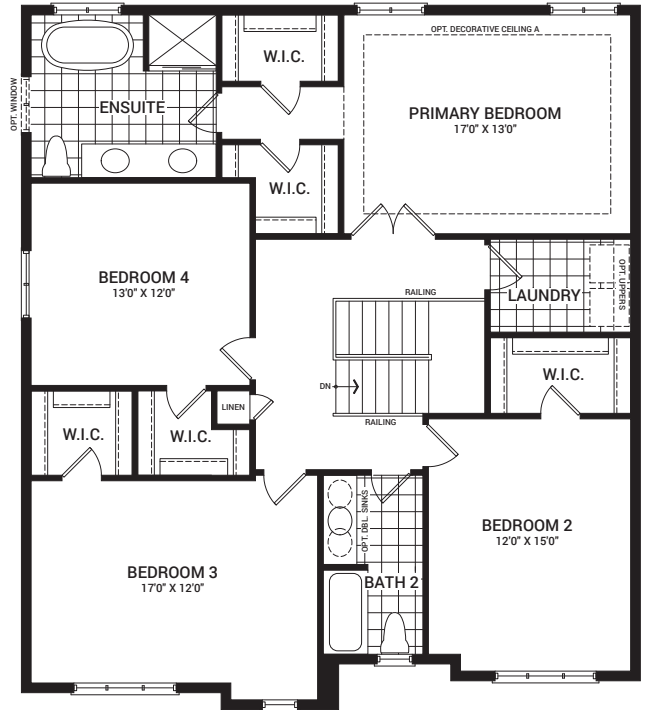 OPT. DECORATIVE CEILING A
W.I.C.
OPT. WINDOW
ENSUITE
PRIMARY BEDROOM
17'0" X 13'0"
W.I.C.
BEDROOM 4
13'0" X 12'0"
RAILING
LAUNDRY
OPT. UPPERS
W.I.C.
DN
LINEN
RAILING
W.I.C.
W.I.C.
OPT. DBL. SINKS
BEDROOM 2
12'0" X 15'0"
BEDROOM 3
17'0" X 12'0"
BATH 2